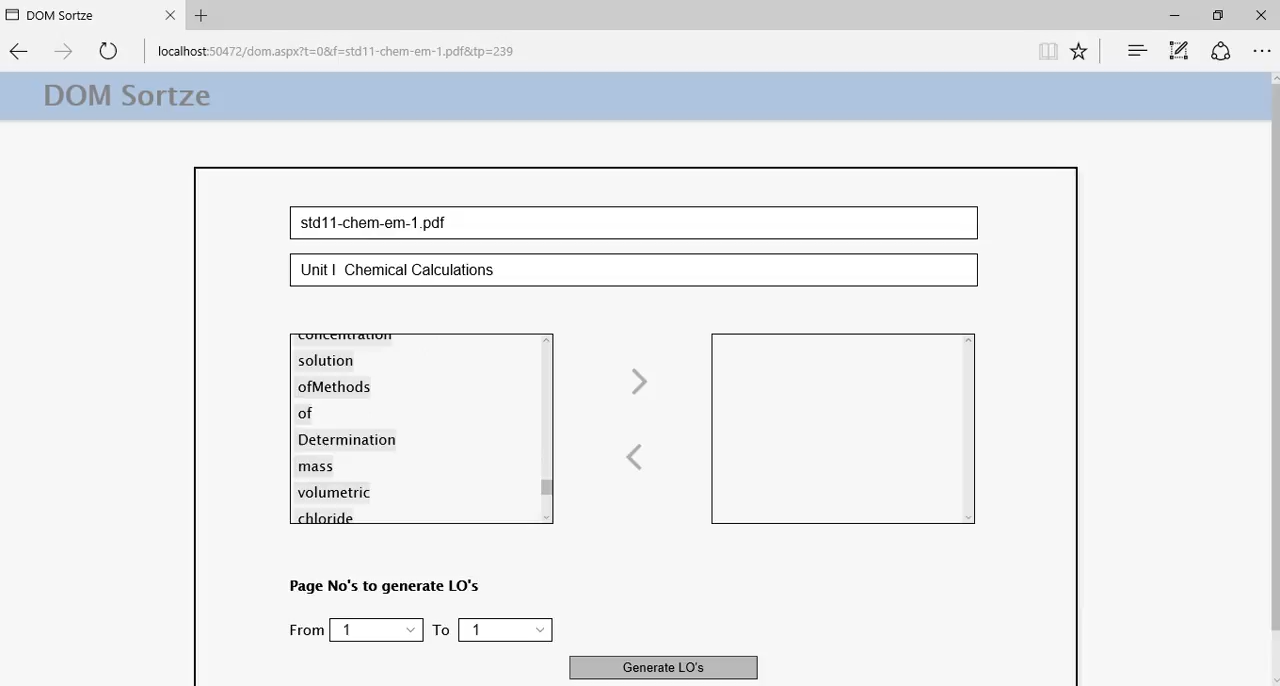 DOM Sortze
localhost:50472/dom.aspx?t=0&f=std11-chem-em-1.pdf&tp=239
DOM Sortze
std11-chem-em-1.pdf
Unit I  Chemical Calculations
concentration
solution
ofMethods
of
Determination
mass
volumetric
chloride
Page No's to generate LO's
From 1 To 1
Generate LO's